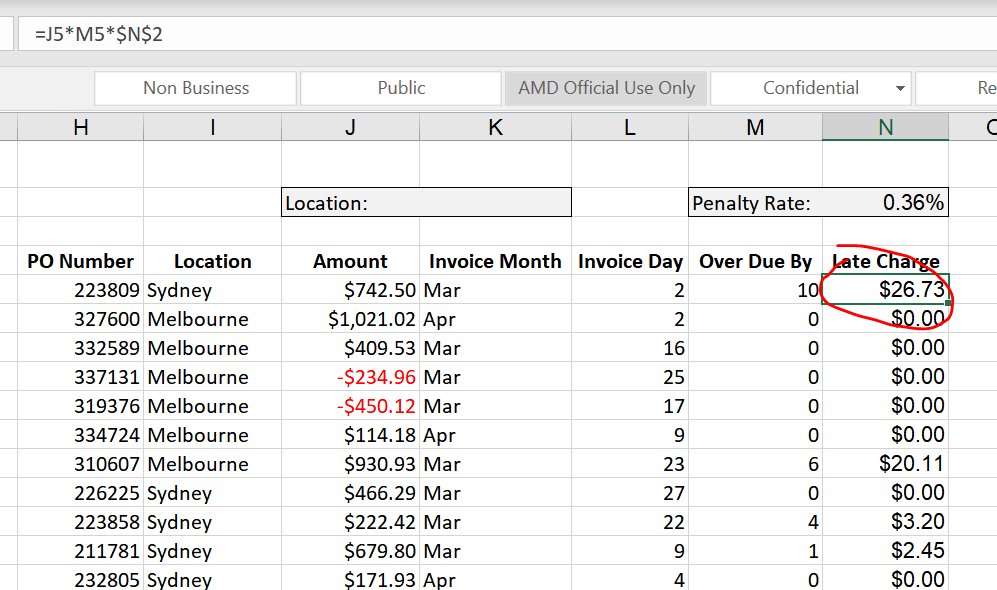 =J5*M5*$N$2
Non Business Public AMD Official Use Only Confidential Re
H I J K L M N
Location: Penalty Rate: 0.36%
PO Number Location Amount Invoice Month Invoice Day Over Due By Late Charge
223809 Sydney $742.50 Mar 2 10 $26.73
327600 Melbourne $1,021.02 Apr 2 0 $0.00
332589 Melbourne $409.53 Mar 16 0 $0.00
337131 Melbourne -$234.96 Mar 25 0 $0.00
319376 Melbourne -$450.12 Mar 17 0 $0.00
334724 Melbourne $114.18 Apr 9 0 $0.00
310607 Melbourne $930.93 Mar 23 6 $20.11
226225 Sydney $466.29 Mar 27 0 $0.00
223858 Sydney $222.42 Mar 22 4 $3.20
211781 Sydney $679.80 Mar 9 1 $2.45
232805 Sydney $171.93 Apr 4 0 $0.00